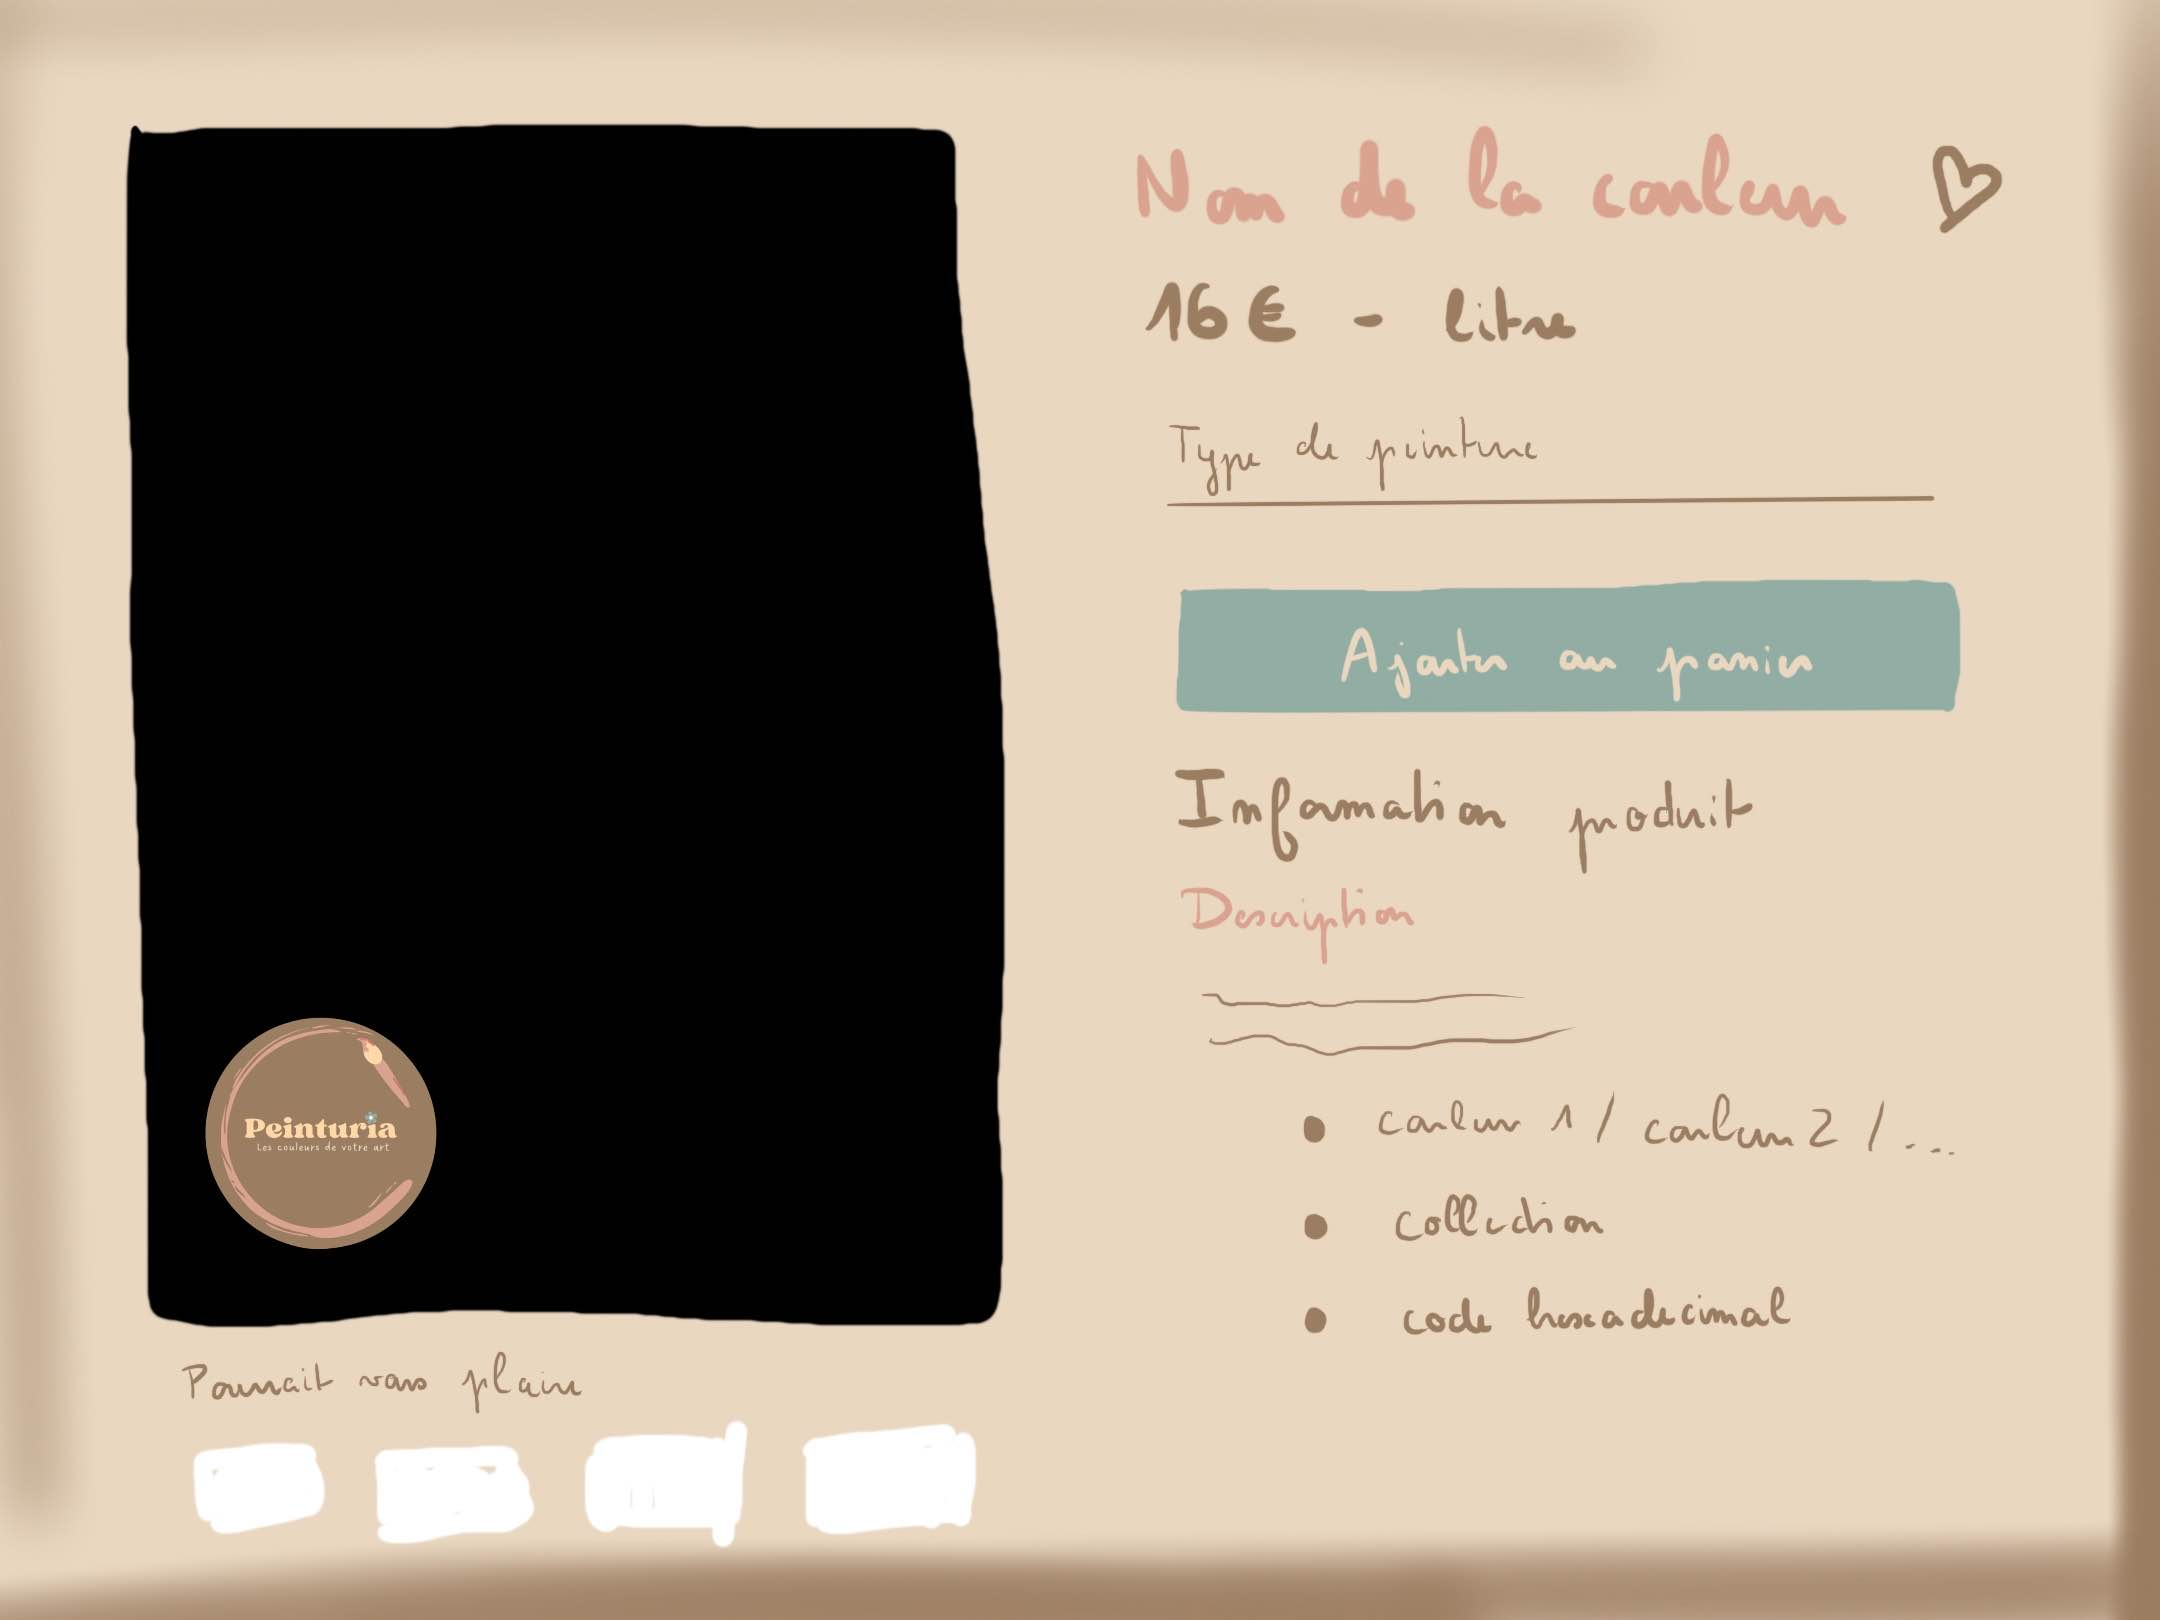 Nom de la couleur
16 € - litre
Type de peinture
Ajouter au panier
Information produit
Description
Peinturia
Les couleurs de votre art
couleur 1 / couleur 2 / ...
collection
code hexadecimal
Pourrait vous plaire